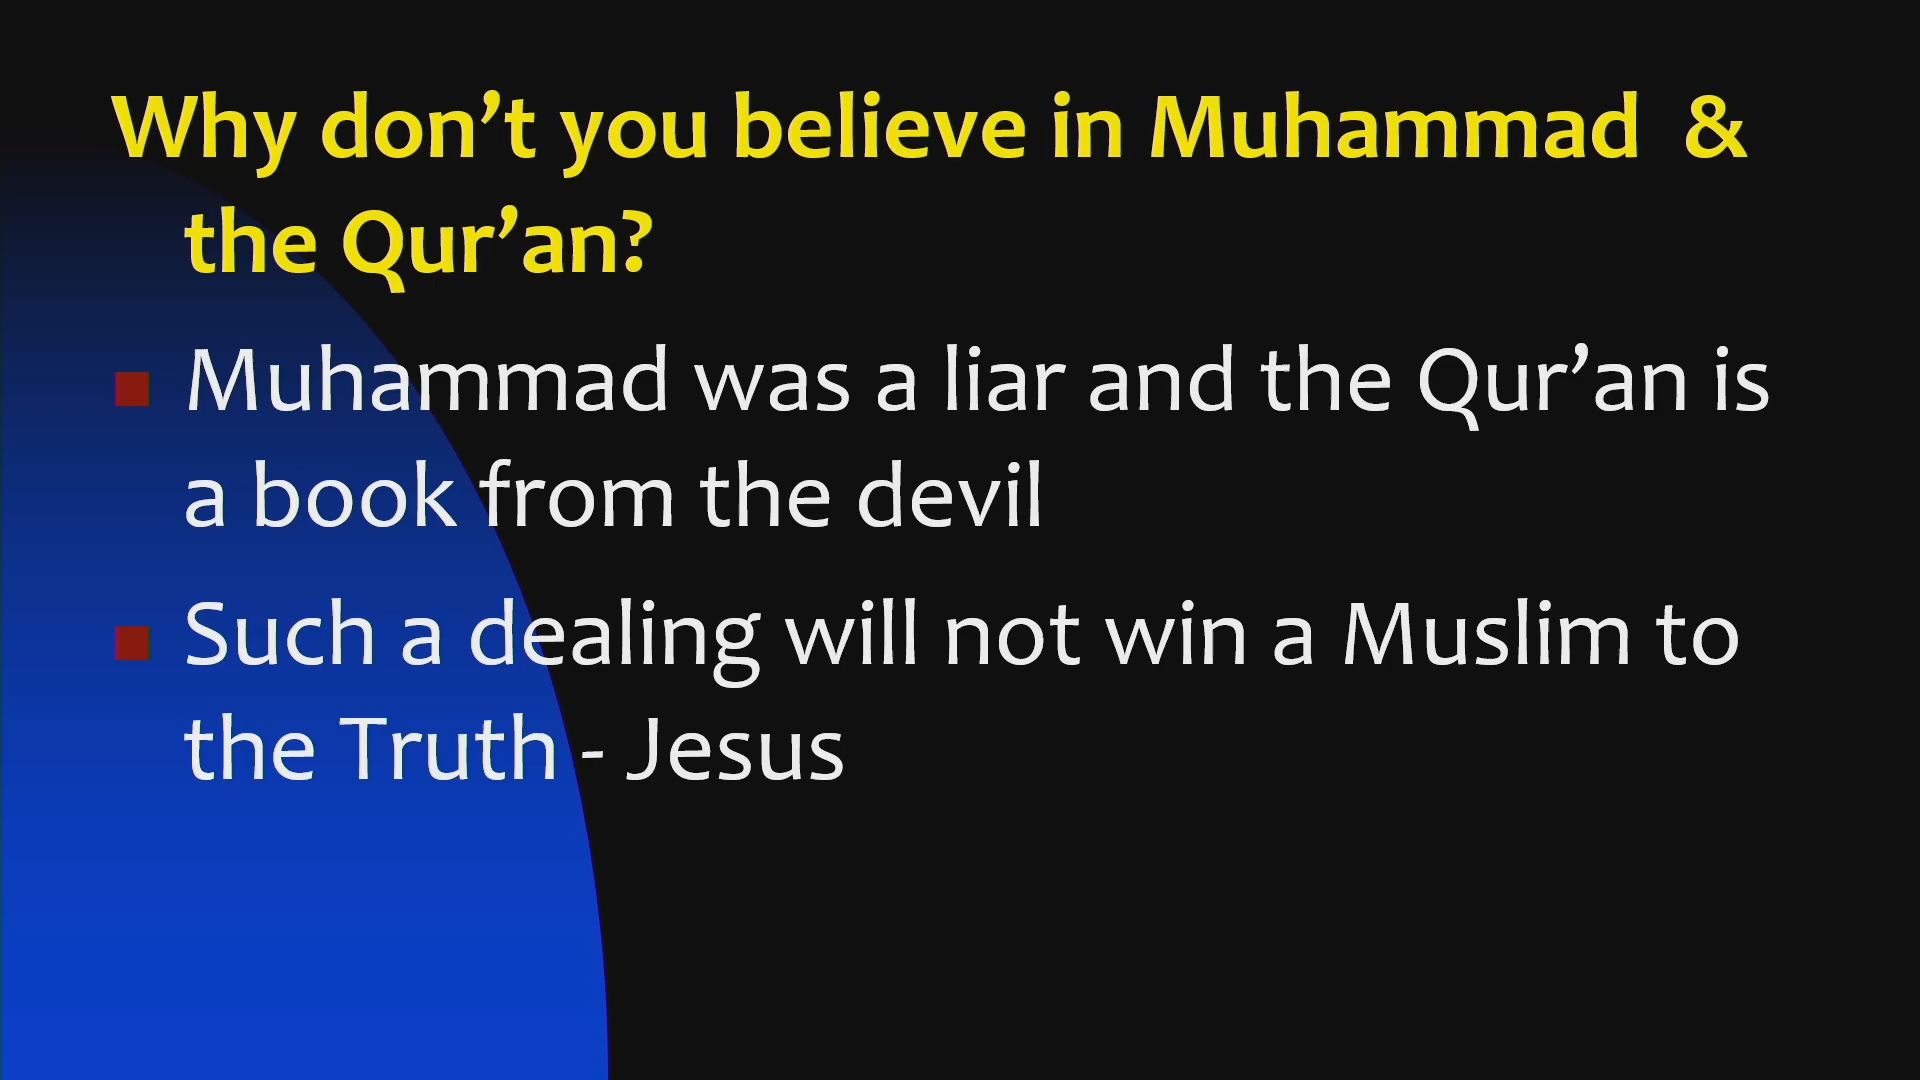 Why don’t you believe in Muhammad &
the Qur’an?
Muhammad was a liar and the Qur’an is
a book from the devil
Such a dealing will not win a Muslim to
the Truth - Jesus